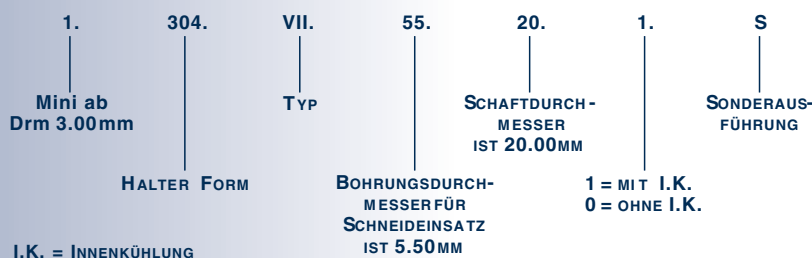 1. 304. VII. 55. 20. 1. S
Mini ab
Drm 3.00mm
TYP
SCHAFTDURCH-
MESSER
IST 20.00MM
SONDERAUS-
FÜHRUNG
HALTER FORM
BOHRUNGSDURCH-
MESSER FÜR
SCHNEIDEINSATZ
IST 5.50MM
1 = MIT I.K.
0 = OHNE I.K.
I.K. = INNENKÜHLUNG